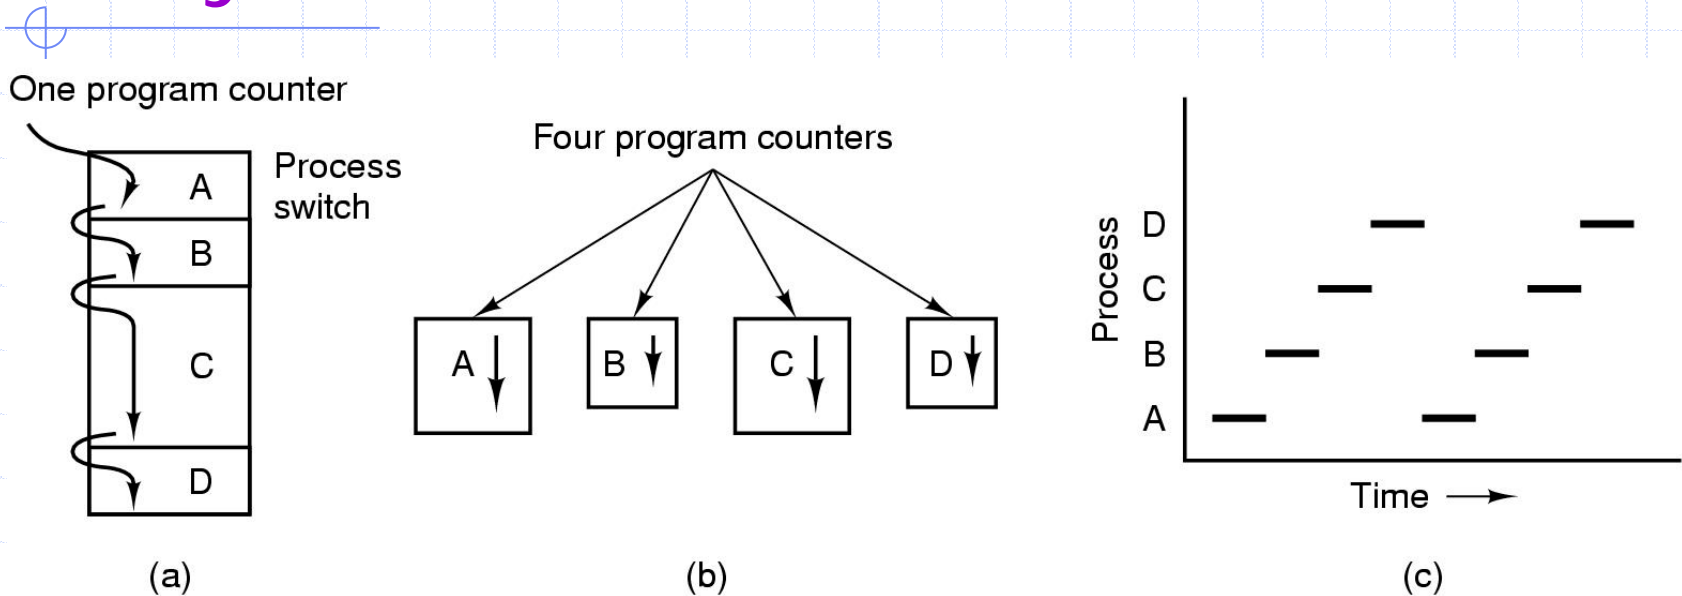 One program counter
Process
switch
A
B
C
D
(a)
Four program counters
A
B
C
D
(b)
Process
D
C
B
A
Time
(c)